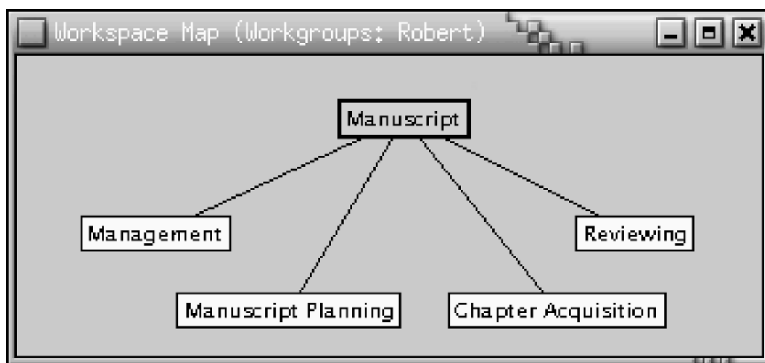 Workspace Map (Workgroups: Robert)
Manuscript
Management
Reviewing
Manuscript Planning
Chapter Acquisition